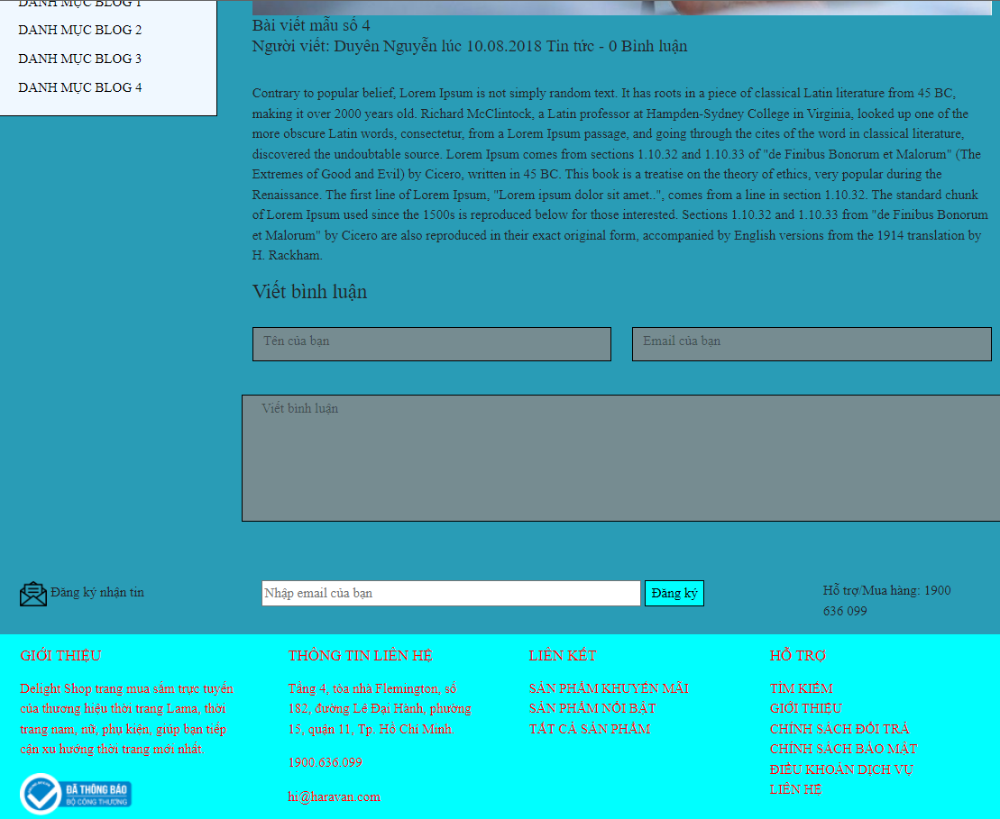 DANH MỤC BLOG 1
DANH MỤC BLOG 2
DANH MỤC BLOG 3
DANH MỤC BLOG 4
Bài viết mẫu số 4
Người viết: Duyên Nguyễn lúc 10.08.2018 Tin tức - 0 Bình luận
Contrary to popular belief, Lorem Ipsum is not simply random text. It has roots in a piece of classical Latin literature from 45 BC,
making it over 2000 years old. Richard McClintock, a Latin professor at Hampden-Sydney College in Virginia, looked up one of the
more obscure Latin words, consectetur, from a Lorem Ipsum passage, and going through the cites of the word in classical literature,
discovered the undoubtable source. Lorem Ipsum comes from sections 1.10.32 and 1.10.33 of "de Finibus Bonorum et Malorum" (The
Extremes of Good and Evil) by Cicero, written in 45 BC. This book is a treatise on the theory of ethics, very popular during the
Renaissance. The first line of Lorem Ipsum, "Lorem ipsum dolor sit amet..", comes from a line in section 1.10.32. The standard chunk
of Lorem Ipsum used since the 1500s is reproduced below for those interested. Sections 1.10.32 and 1.10.33 from "de Finibus Bonorum
et Malorum" by Cicero are also reproduced in their exact original form, accompanied by English versions from the 1914 translation by
H. Rackham.
Viết bình luận
Tên của bạn
Email của bạn
Viết bình luận
Đăng ký nhận tin
Nhập email của bạn
Đăng ký
Hỗ trợ/Mua hàng: 1900
636 099
GIỚI THIỆU
Delight Shop trang mua sắm trực tuyến
của thương hiệu thời trang Lama, thời
trang nam, nữ, phụ kiện, giúp bạn tiếp
cận xu hướng thời trang mới nhất.
ĐÃ THÔNG BÁO
BỘ CÔNG THƯƠNG
THÔNG TIN LIÊN HỆ
Tầng 4, tòa nhà Flemington, số
182, đường Lê Đại Hành, phường
15, quận 11, Tp. Hồ Chí Minh.
1900.636.099
hi@haravan.com
LIÊN KẾT
SẢN PHẨM KHUYẾN MÃI
SẢN PHẨM NỔI BẬT
TẤT CẢ SẢN PHẨM
HỖ TRỢ
TÌM KIẾM
GIỚI THIỆU
CHÍNH SÁCH ĐỔI TRẢ
CHÍNH SÁCH BẢO MẬT
ĐIỀU KHOẢN DỊCH VỤ
LIÊN HỆ